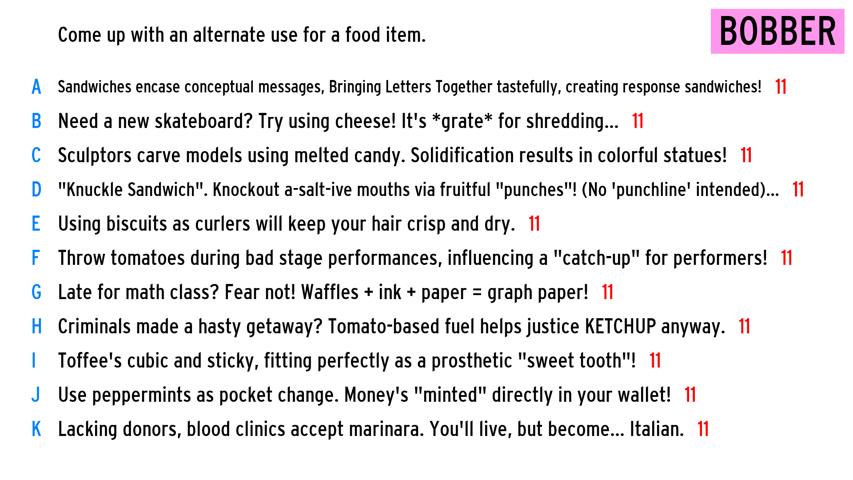 Come up with an alternate use for a food item.
BOBBER
A Sandwiches encase conceptual messages, Bringing Letters Together tastefully, creating response sandwiches! 11
B Need a new skateboard? Try using cheese! It's *grate* for shredding... 11
C Sculptors carve models using melted candy. Solidification results in colorful statues! 11
D "Knuckle Sandwich". Knockout a-salt-ive mouths via fruitful "punches"! (No 'punchline' intended)... 11
E Using biscuits as curlers will keep your hair crisp and dry. 11
F Throw tomatoes during bad stage performances, influencing a "catch-up" for performers! 11
G Late for math class? Fear not! Waffles + ink + paper = graph paper! 11
H Criminals made a hasty getaway? Tomato-based fuel helps justice KETCHUP anyway. 11
I Toffee's cubic and sticky, fitting perfectly as a prosthetic "sweet tooth"! 11
J Use peppermints as pocket change. Money's "minted" directly in your wallet! 11
K Lacking donors, blood clinics accept marinara. You'll live, but become... Italian. 11